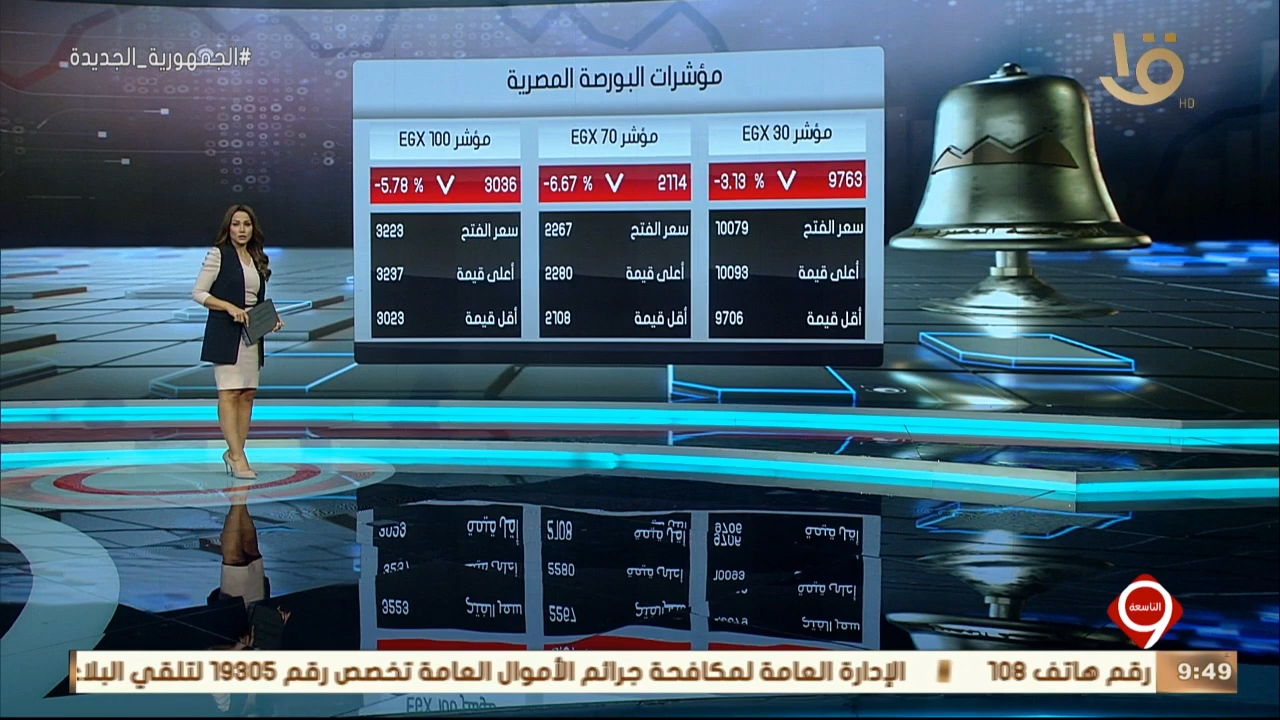 #الجمهورية_الجديدة
HD
مؤشرات البورصة المصرية
مؤشر EGX 30
9763 -3.13 %
سعر الفتح 10079
أعلى قيمة 10093
أقل قيمة 9706
مؤشر EGX 70
2114 -6.67 %
سعر الفتح 2267
أعلى قيمة 2280
أقل قيمة 2108
مؤشر EGX 100
3036 -5.78 %
سعر الفتح 3223
أعلى قيمة 3237
أقل قيمة 3023
التاسعة
9
9:49
رقم هاتف 108 الإدارة العامة لمكافحة جرائم الأموال العامة تخصص رقم 19805 لتلقي